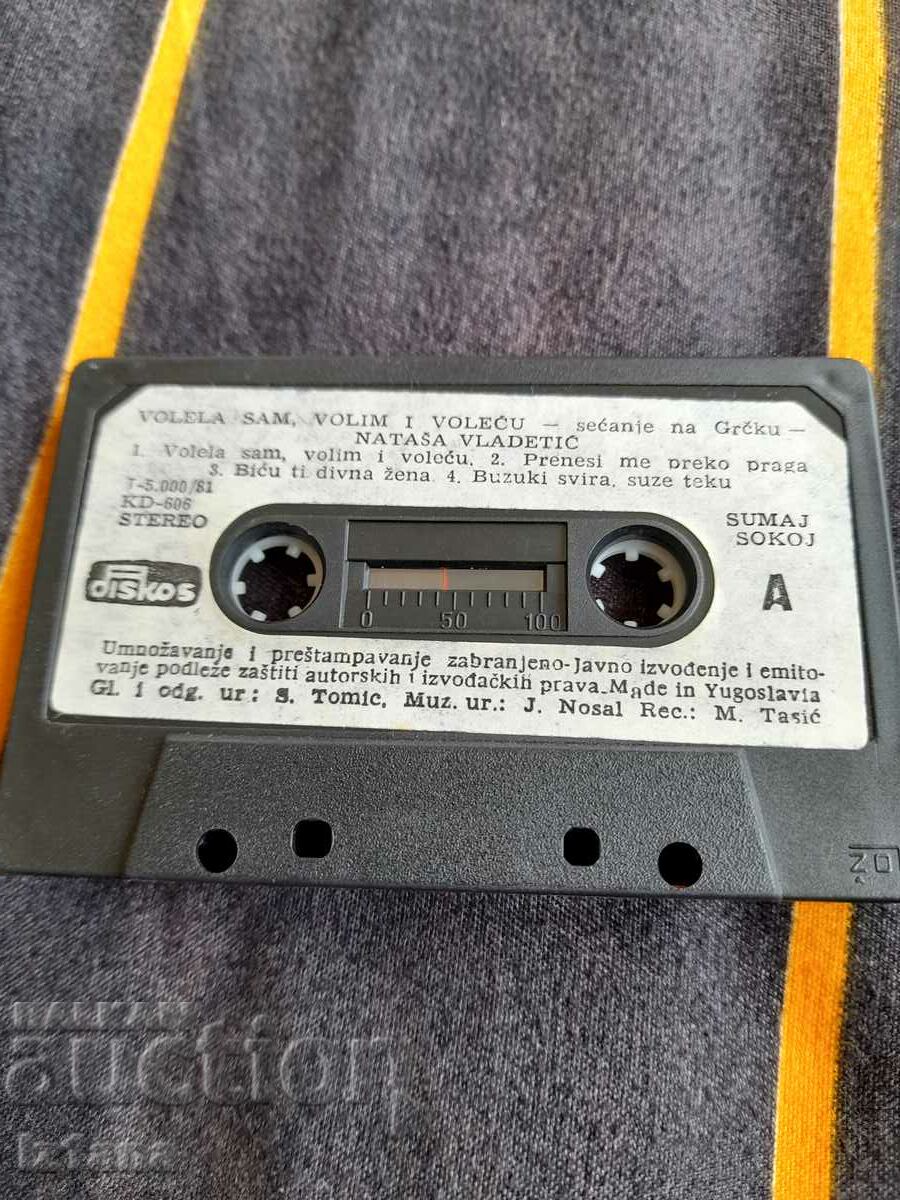 VOLELA SAM, VOLIM I VOLEĆU — sećanje na Grčku —
NATAŠA VLADETIĆ
1. Volela sam, volim i voleću, 2. Prenesi me preko praga
3. Biću ti divna žena. 4. Buzuki svira, suze teku
T-5.000/81
KD-606
STEREO
SUMAJ
SOKOJ
diskos
A
0 50 100
Umnožavanje i preštampavanje zabranjeno-Javno izvođenje i emito-
vanje podleže zaštiti autorskih i izvođačkih prava. Made in Yugoslavia
Gl. i odg. ur.: S. Tomic, Muz. ur.: J. Nosal Rec.: M. Tasić
BALKAN
auction
izfana